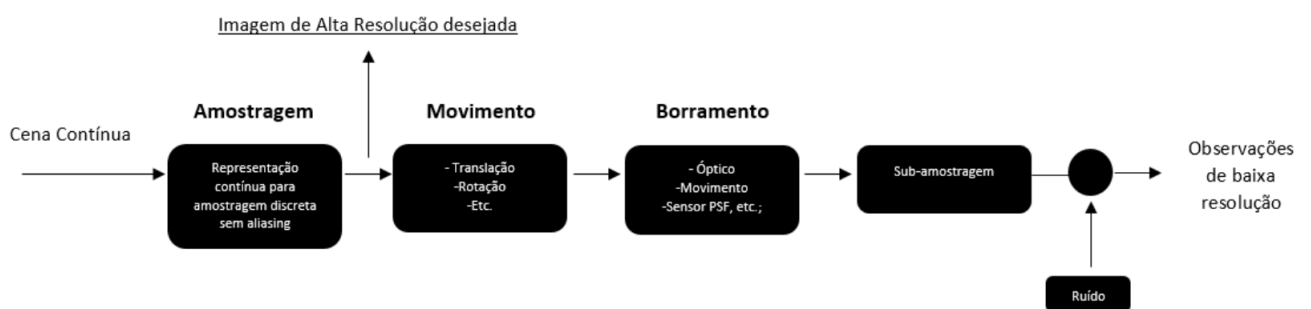 Imagem de Alta Resolução desejada
Cena Contínua
Amostragem
Representação
contínua para
amostragem discreta
sem aliasing
Movimento
- Translação
-Rotação
-Etc.
Borramento
- Óptico
-Movimento
-Sensor PSF, etc.;
Sub-amostragem
Ruído
Observações
de baixa
resolução